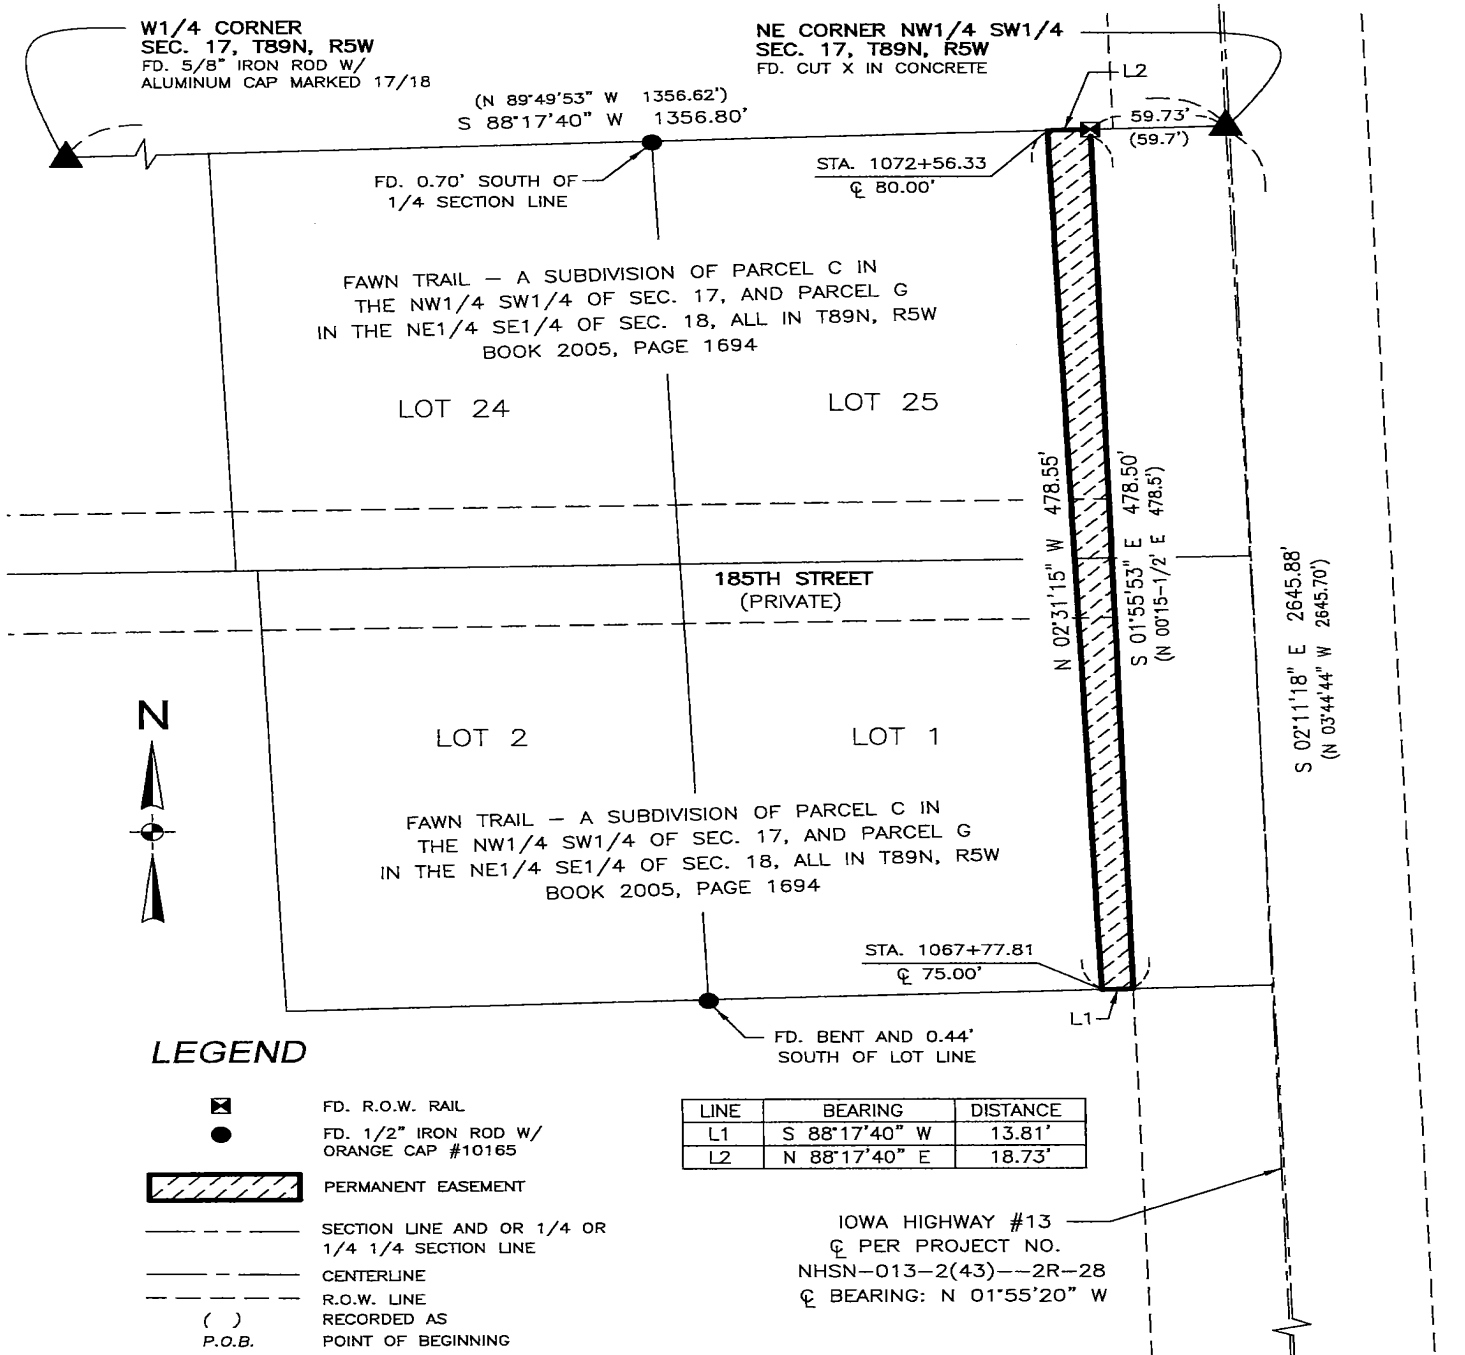 W1/4 CORNER
SEC. 17, T89N, R5W
FD. 5/8" IRON ROD W/
ALUMINUM CAP MARKED 17/18
(N 89°49'53" W 1356.62')
S 88°17'40" W 1356.80'
NE CORNER NW1/4 SW1/4
SEC. 17, T89N, R5W
FD. CUT X IN CONCRETE
L2
59.73'
(59.7')
FD. 0.70' SOUTH OF
1/4 SECTION LINE
STA. 1072+56.33
℄ 80.00'
FAWN TRAIL — A SUBDIVISION OF PARCEL C IN
THE NW1/4 SW1/4 OF SEC. 17, AND PARCEL G
IN THE NE1/4 SE1/4 OF SEC. 18, ALL IN T89N, R5W
BOOK 2005, PAGE 1694
LOT 24
LOT 25
N 02°31'15" W 478.55'
S 01°55'53" E 478.50'
(N 00°15-1/2' E 478.5')
S 02°11'18" E 2645.88'
(N 03°44'44" W 2645.70')
185TH STREET
(PRIVATE)
N
LOT 2
LOT 1
FAWN TRAIL — A SUBDIVISION OF PARCEL C IN
THE NW1/4 SW1/4 OF SEC. 17, AND PARCEL G
IN THE NE1/4 SE1/4 OF SEC. 18, ALL IN T89N, R5W
BOOK 2005, PAGE 1694
STA. 1067+77.81
℄ 75.00'
L1
FD. BENT AND 0.44'
SOUTH OF LOT LINE
LEGEND
FD. R.O.W. RAIL
FD. 1/2" IRON ROD W/
ORANGE CAP #10165
PERMANENT EASEMENT
SECTION LINE AND OR 1/4 OR
1/4 1/4 SECTION LINE
CENTERLINE
R.O.W. LINE
( ) RECORDED AS
P.O.B. POINT OF BEGINNING
LINE BEARING DISTANCE
L1 S 88°17'40" W 13.81'
L2 N 88°17'40" E 18.73'
IOWA HIGHWAY #13
℄ PER PROJECT NO.
NHSN-013-2(43)--2R-28
℄ BEARING: N 01°55'20" W